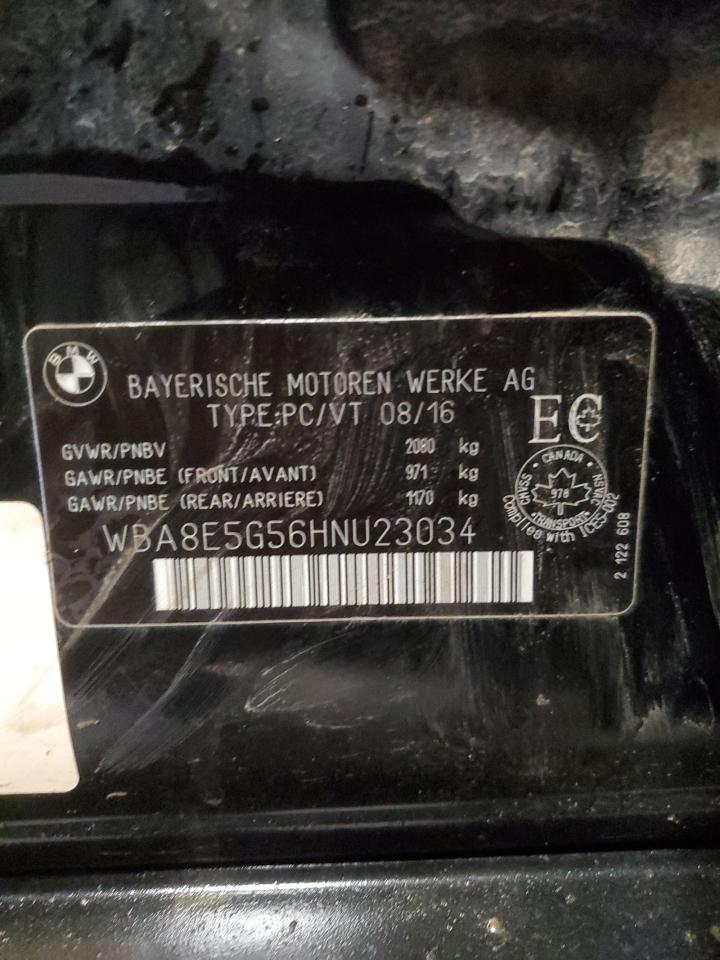 BMW
BAYERISCHE MOTOREN WERKE AG
TYPE:PC/VT 08/16
EC
GVWR/PNBV 2080 kg
GAWR/PNBE (FRONT/AVANT) 971 kg
GAWR/PNBE (REAR/ARRIERE) 1170 kg
WBA8E5G56HNU23034
CANADA
978
TRANSPORT
Complies with ICES-002
2 122 608